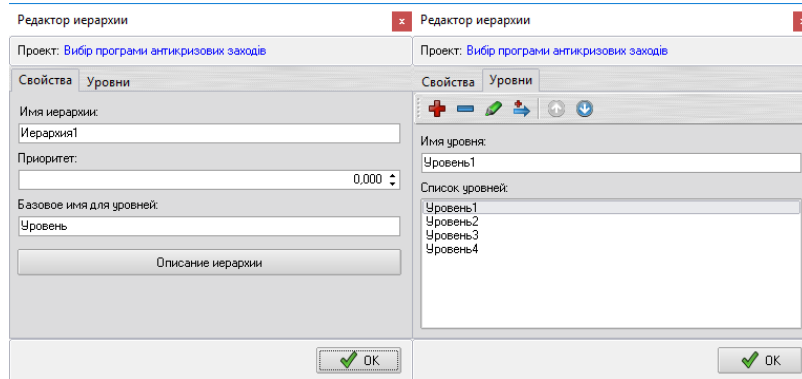 Редактор иерархии
Проект: Вибір програми антикризових заходів
Свойства Уровни
Имя иерархии:
Иерархия1
Приоритет:
0,000
Базовое имя для уровней:
Уровень
Описание иерархии
OK
Редактор иерархии
Проект: Вибір програми антикризових заходів
Свойства Уровни
Имя уровня:
Уровень1
Список уровней:
Уровень1
Уровень2
Уровень3
Уровень4
OK